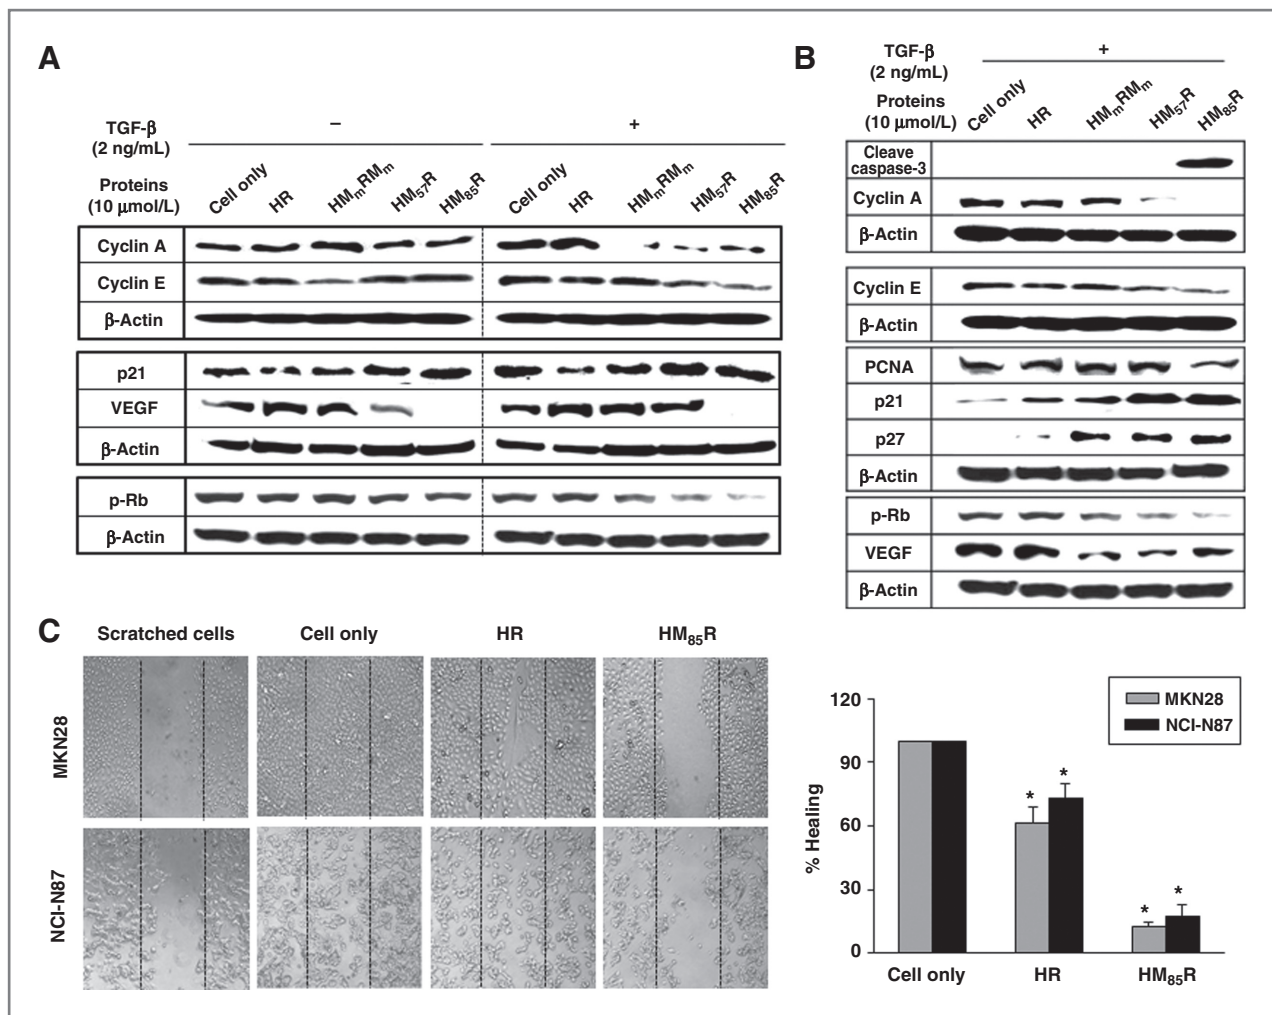 A
TGF-β
(2 ng/mL)
− +
Proteins
(10 μmol/L)
Cell only HR HMmRMm HM57R HM85R Cell only HR HMmRMm HM57R HM85R
Cyclin A
Cyclin E
β-Actin
p21
VEGF
β-Actin
p-Rb
β-Actin
B
TGF-β
(2 ng/mL)
+
Proteins
(10 μmol/L)
Cell only HR HMmRMm HM57R HM85R
Cleave
caspase-3
Cyclin A
β-Actin
Cyclin E
β-Actin
PCNA
p21
p27
β-Actin
p-Rb
VEGF
β-Actin
C
Scratched cells Cell only HR HM85R
MKN28
NCI-N87
% Healing
120
90
60
30
0
MKN28
NCI-N87
* *
* *
Cell only HR HM85R